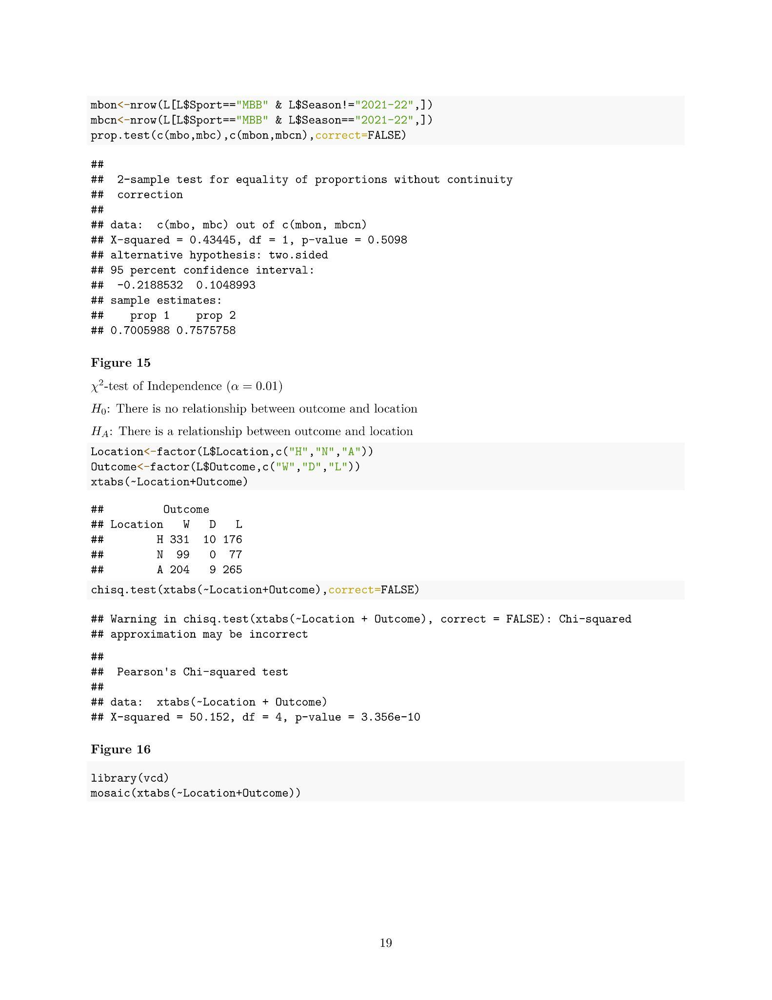 mbon<-nrow(L[L$Sport=="MBB" & L$Season!="2021-22",])
mbcn<-nrow(L[L$Sport=="MBB" & L$Season=="2021-22",])
prop.test(c(mbo,mbc),c(mbon,mbcn),correct=FALSE)
##
##  2-sample test for equality of proportions without continuity
##  correction
##
## data:  c(mbo, mbc) out of c(mbon, mbcn)
## X-squared = 0.43445, df = 1, p-value = 0.5098
## alternative hypothesis: two.sided
## 95 percent confidence interval:
##  -0.2188532  0.1048993
## sample estimates:
##    prop 1    prop 2
## 0.7005988 0.7575758
Figure 15
χ²-test of Independence (α = 0.01)
H₀: There is no relationship between outcome and location
H_A: There is a relationship between outcome and location
Location<-factor(L$Location,c("H","N","A"))
Outcome<-factor(L$Outcome,c("W","D","L"))
xtabs(~Location+Outcome)
##         Outcome
## Location   W   D   L
##        H 331  10 176
##        N  99   0  77
##        A 204   9 265
chisq.test(xtabs(~Location+Outcome),correct=FALSE)
## Warning in chisq.test(xtabs(~Location + Outcome), correct = FALSE): Chi-squared
## approximation may be incorrect
##
##  Pearson's Chi-squared test
##
## data:  xtabs(~Location + Outcome)
## X-squared = 50.152, df = 4, p-value = 3.356e-10
Figure 16
library(vcd)
mosaic(xtabs(~Location+Outcome))
19